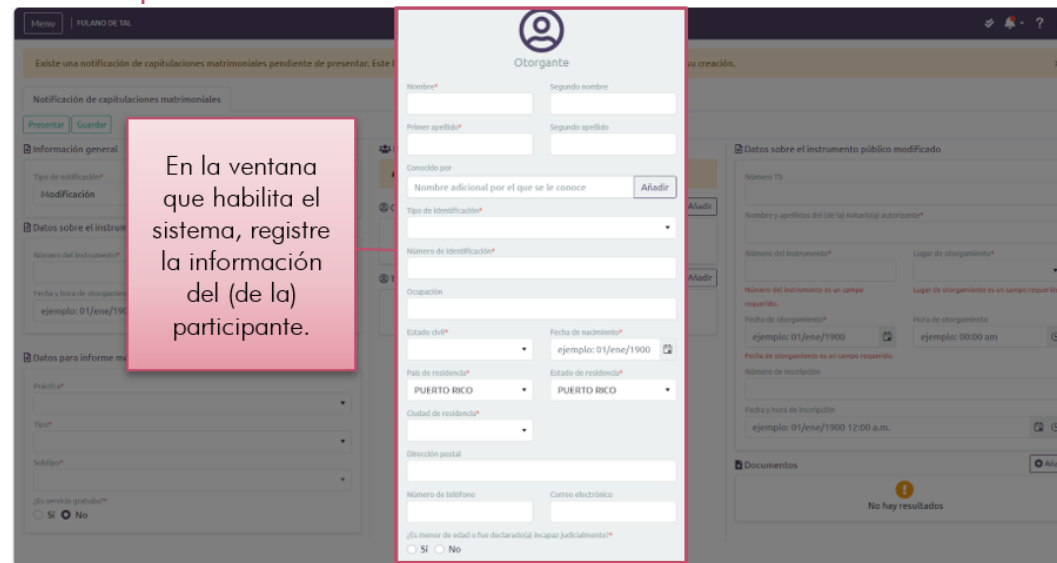 Menu | FULANO DE TAL
Existe una notificación de capitulaciones matrimoniales pendiente de presentar. Este
su creación.
Notificación de capitulaciones matrimoniales
Presentar Guardar
Información general
Tipo de notificación*
Modificación
Datos sobre el instrum
Número del instrumento*
Fecha y hora de otorgamien
ejemplo: 01/ene/190
Datos para informe m
Práctica*
Tipo*
Subtipo*
¿Es servicio gratuito?*
Sí No
En la ventana
que habilita el
sistema, registre
la información
del (de la)
participante.
Otorgante
Nombre* Segundo nombre
Primer apellido* Segundo apellido
Conocido por
Nombre adicional por el que se le conoce Añadir
Tipo de identificación*
Número de identificación*
Ocupación
Estado civil* Fecha de nacimiento*
ejemplo: 01/ene/1900
País de residencia* Estado de residencia*
PUERTO RICO PUERTO RICO
Ciudad de residencia*
Dirección postal
Número de teléfono Correo electrónico
¿Es menor de edad o fue declarado(a) incapaz judicialmente?*
Sí No
Añadir
Añadir
Datos sobre el instrumento público modificado
Número TS
Nombre y apellidos del (de la) notario(a) autorizante*
Número del instrumento* Lugar de otorgamiento*
Número del instrumento es un campo requerido. Lugar de otorgamiento es un campo requerido
Fecha de otorgamiento* Hora de otorgamiento
ejemplo: 01/ene/1900 ejemplo: 00:00 am
Fecha de otorgamiento es un campo requerido.
Número de inscripción
Fecha y hora de inscripción
ejemplo: 01/ene/1900 12:00 a.m.
Documentos Aña
No hay resultados